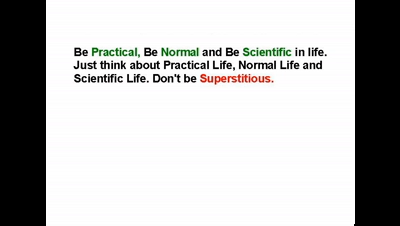 Be Practical, Be Normal and Be Scientific in life.
Just think about Practical Life, Normal Life and
Scientific Life. Don't be Superstitious.